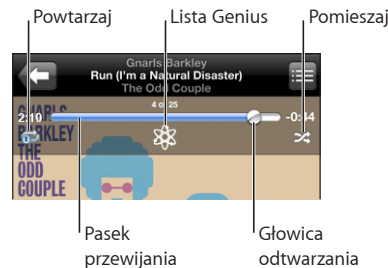 Powtarzaj Lista Genius Pomieszaj
Gnarls Barkley
Run (I'm a Natural Disaster)
The Odd Couple
4 of 25
2:10 -0:44
GNARLS
BARKLEY
THE
ODD
COUPLE
Pasek
przewijania
Głowica
odtwarzania